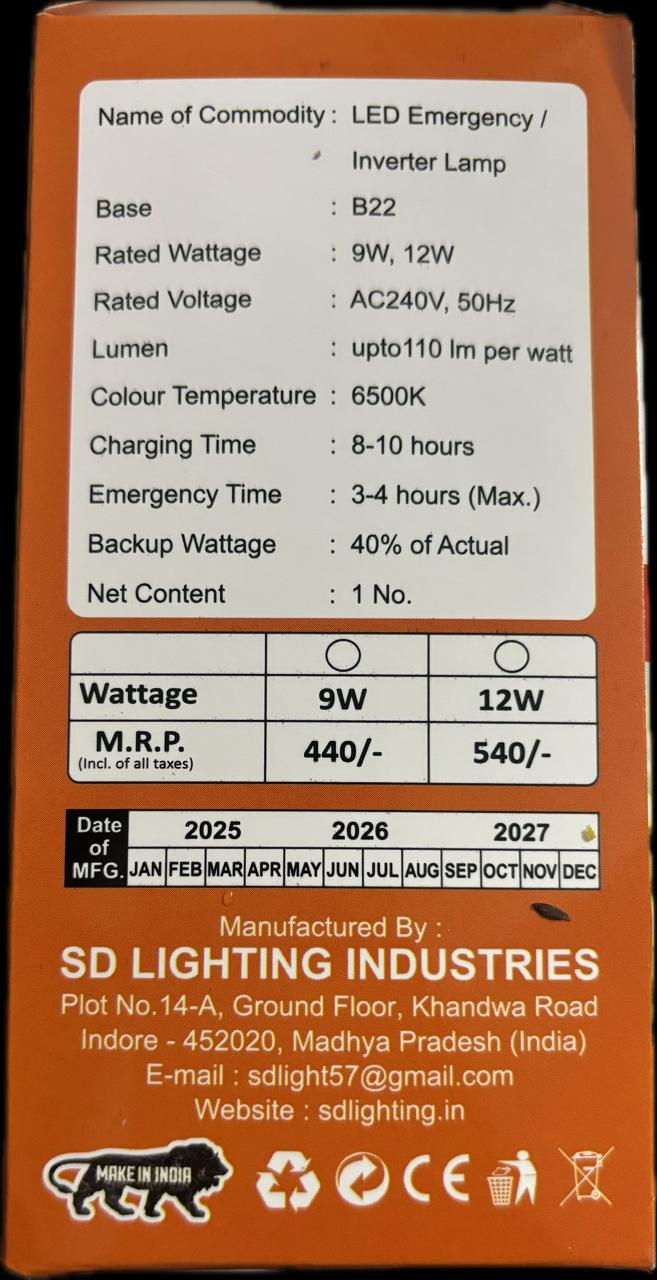 Name of Commodity : LED Emergency /
Inverter Lamp
Base : B22
Rated Wattage : 9W, 12W
Rated Voltage : AC240V, 50Hz
Lumen : upto110 lm per watt
Colour Temperature : 6500K
Charging Time : 8-10 hours
Emergency Time : 3-4 hours (Max.)
Backup Wattage : 40% of Actual
Net Content : 1 No.
Wattage 9W 12W
M.R.P. 440/- 540/-
(Incl. of all taxes)
Date of MFG. 2025 2026 2027
JAN FEB MAR APR MAY JUN JUL AUG SEP OCT NOV DEC
Manufactured By :
SD LIGHTING INDUSTRIES
Plot No.14-A, Ground Floor, Khandwa Road
Indore - 452020, Madhya Pradesh (India)
E-mail : sdlight57@gmail.com
Website : sdlighting.in
MAKE IN INDIA
CE